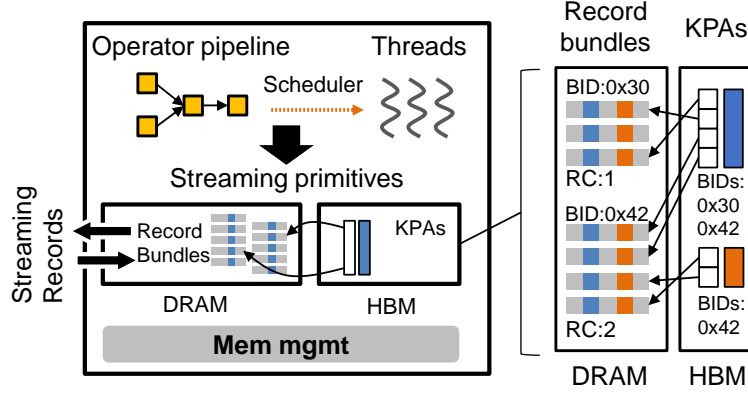 Operator pipeline
Threads
Scheduler
Streaming primitives
Streaming
Records
Record
Bundles
KPAs
DRAM
HBM
Mem mgmt
Record
bundles
KPAs
BID:0x30
RC:1
BID:0x42
RC:2
BIDs:
0x30
0x42
BIDs:
0x42
DRAM
HBM